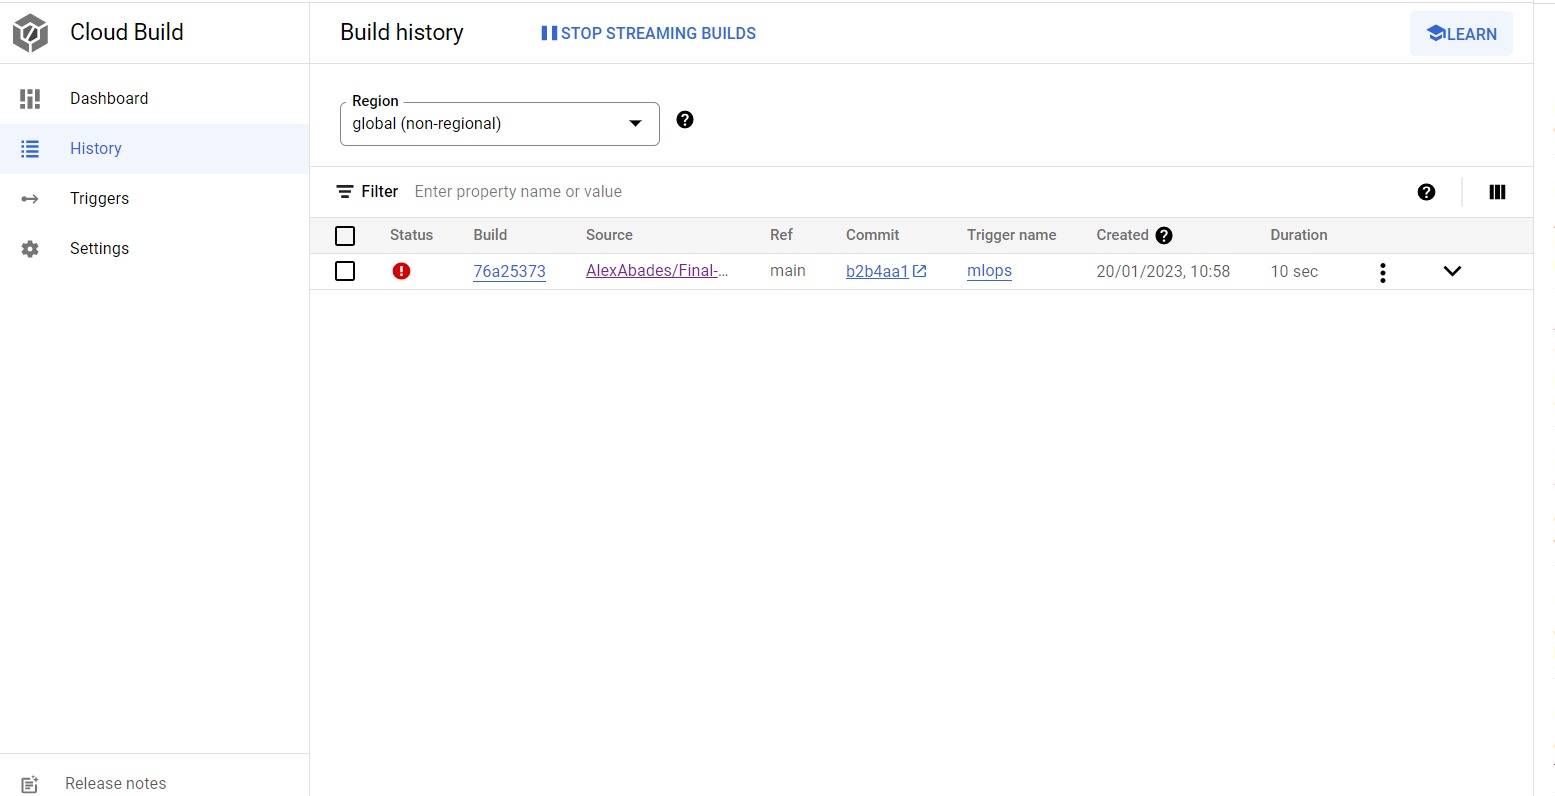 Cloud Build
Build history
STOP STREAMING BUILDS
LEARN
Dashboard
History
Triggers
Settings
Release notes
Region
global (non-regional)
Filter Enter property name or value
Status Build Source Ref Commit Trigger name Created Duration
76a25373 AlexAbades/Final-... main b2b4aa1 mlops 20/01/2023, 10:58 10 sec